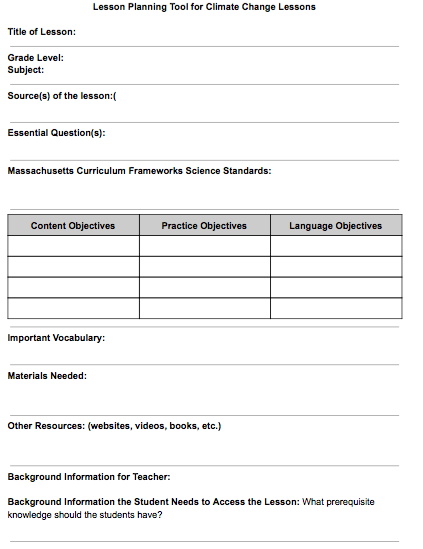 Lesson Planning Tool for Climate Change Lessons
Title of Lesson:
Grade Level:
Subject:
Source(s) of the lesson:(
Essential Question(s):
Massachusetts Curriculum Frameworks Science Standards:
Content Objectives Practice Objectives Language Objectives
Important Vocabulary:
Materials Needed:
Other Resources: (websites, videos, books, etc.)
Background Information for Teacher:
Background Information the Student Needs to Access the Lesson: What prerequisite
knowledge should the students have?